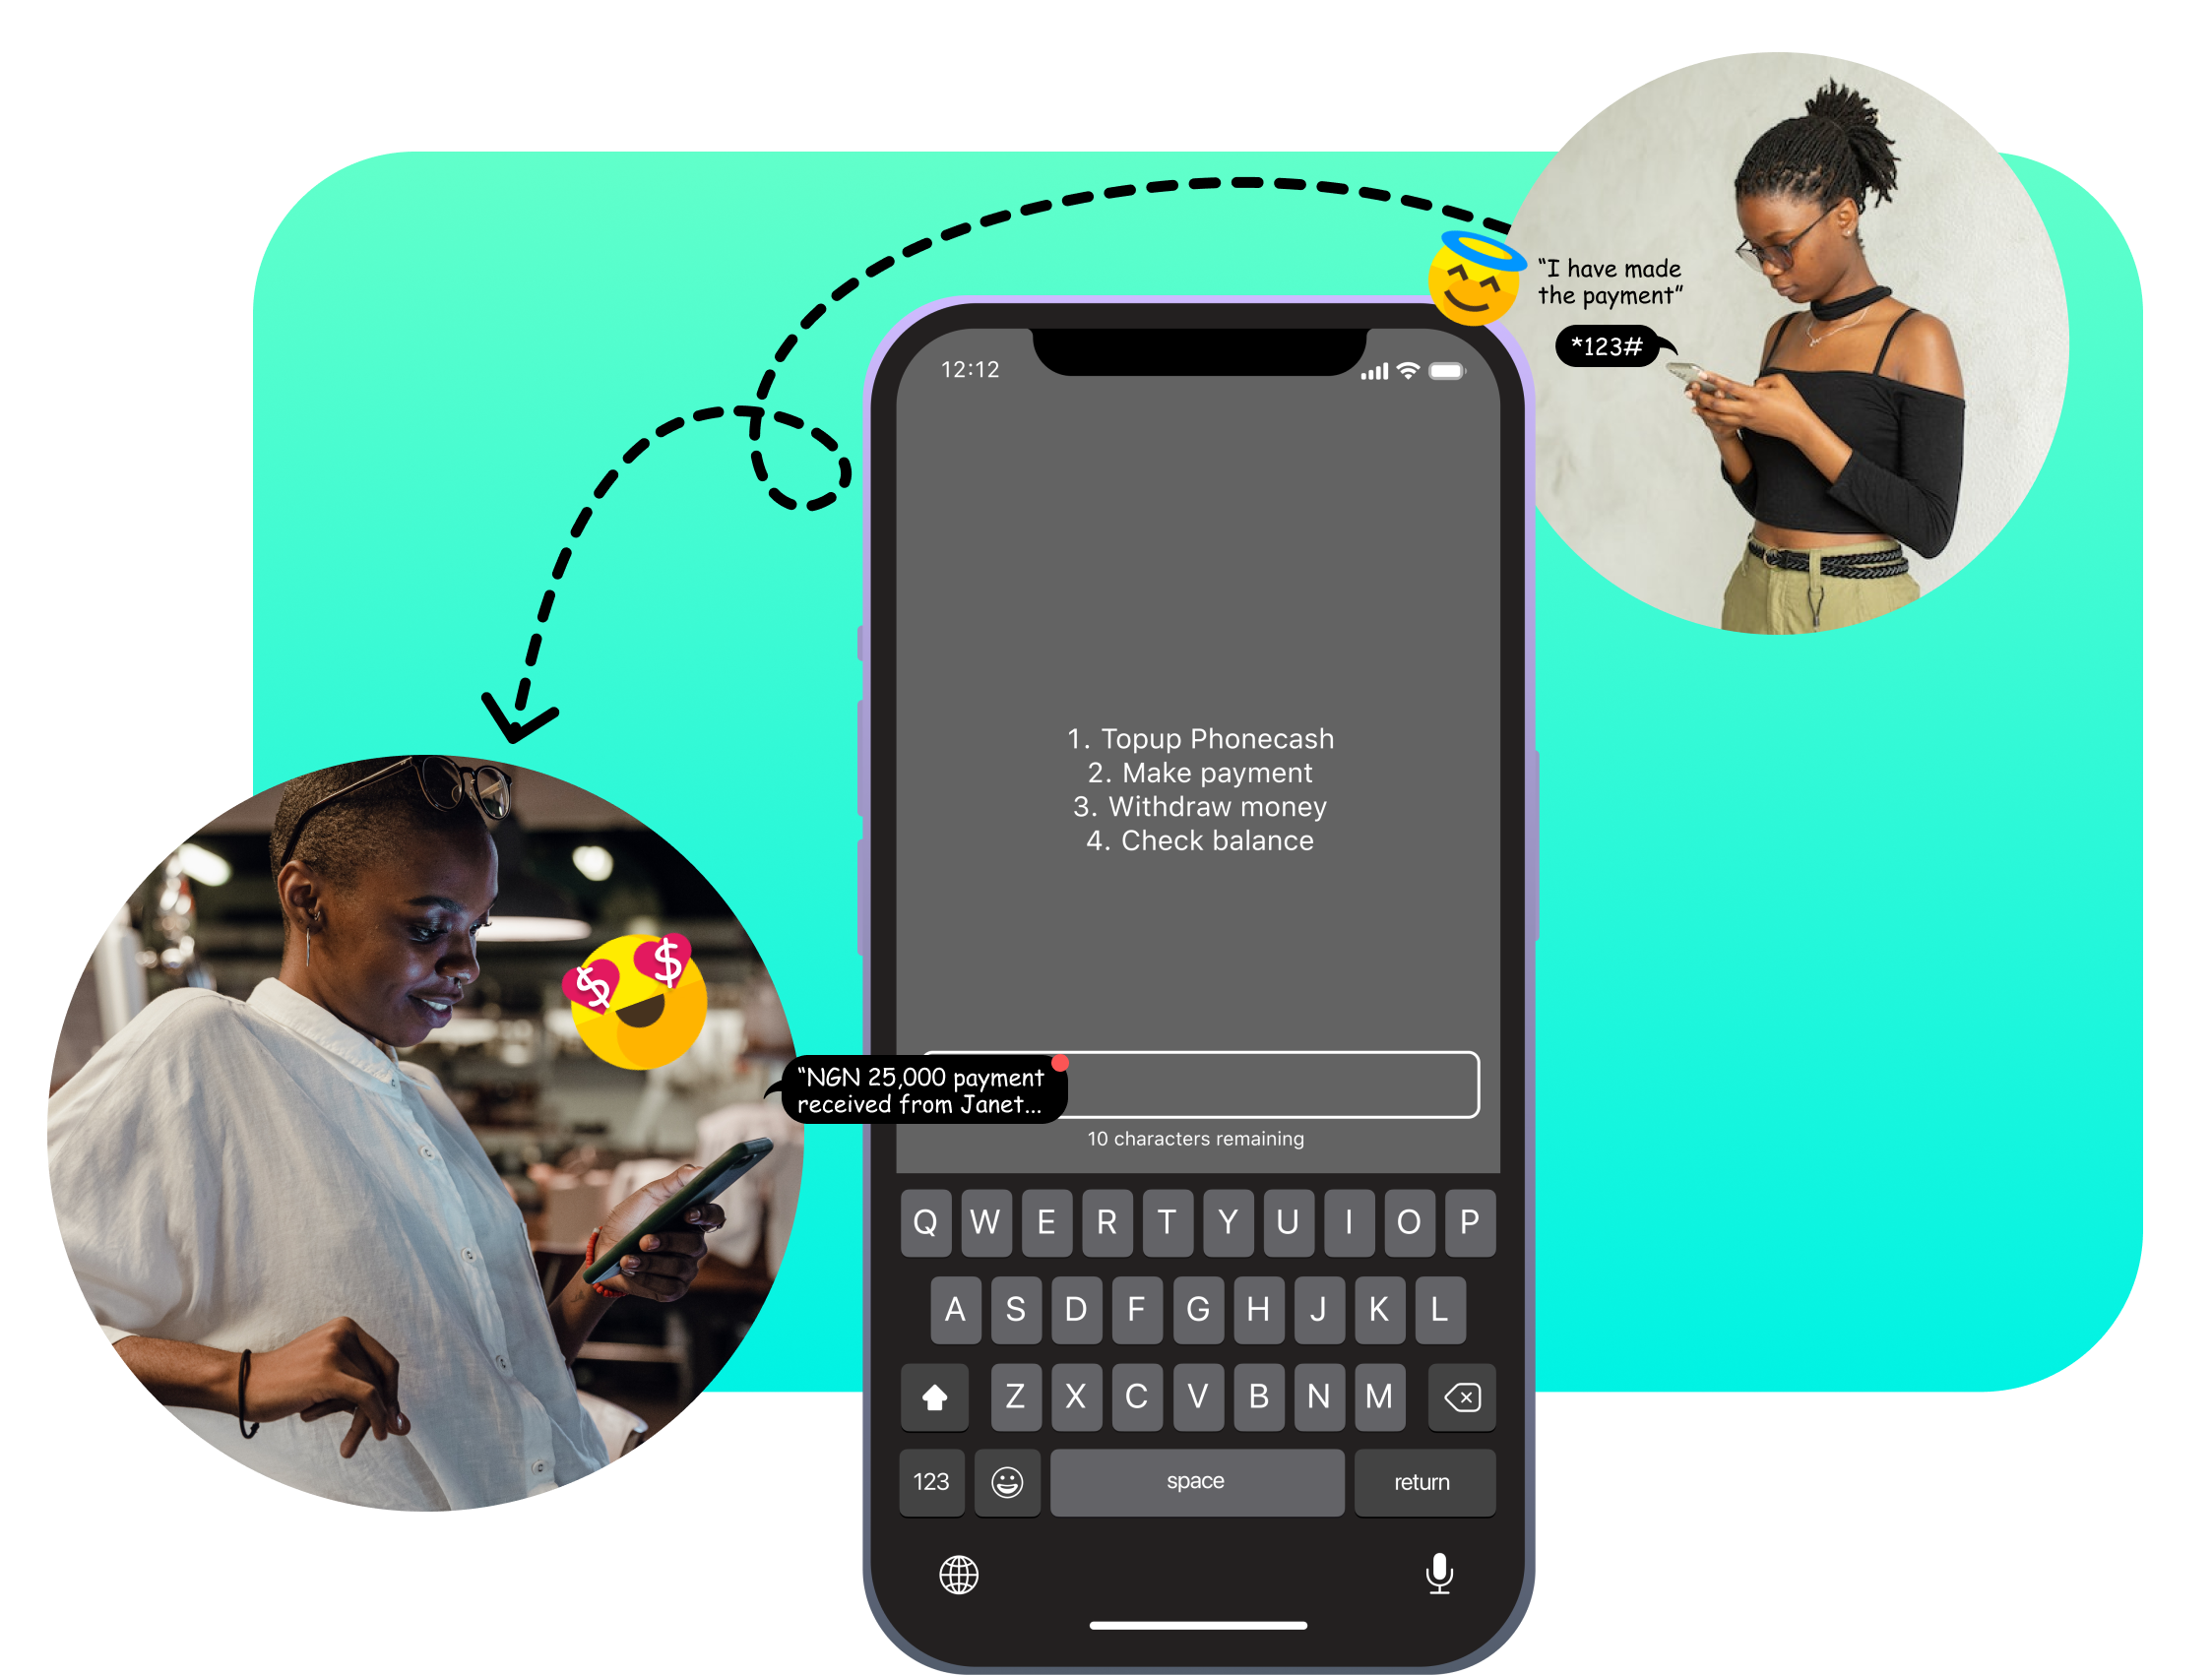 “I have made
the payment”
*123#
12:12
1. Topup Phonecash
2. Make payment
3. Withdraw money
4. Check balance
“NGN 25,000 payment
received from Janet...
10 characters remaining
Q W E R T Y U I O P
A S D F G H J K L
Z X C V B N M
123 space return